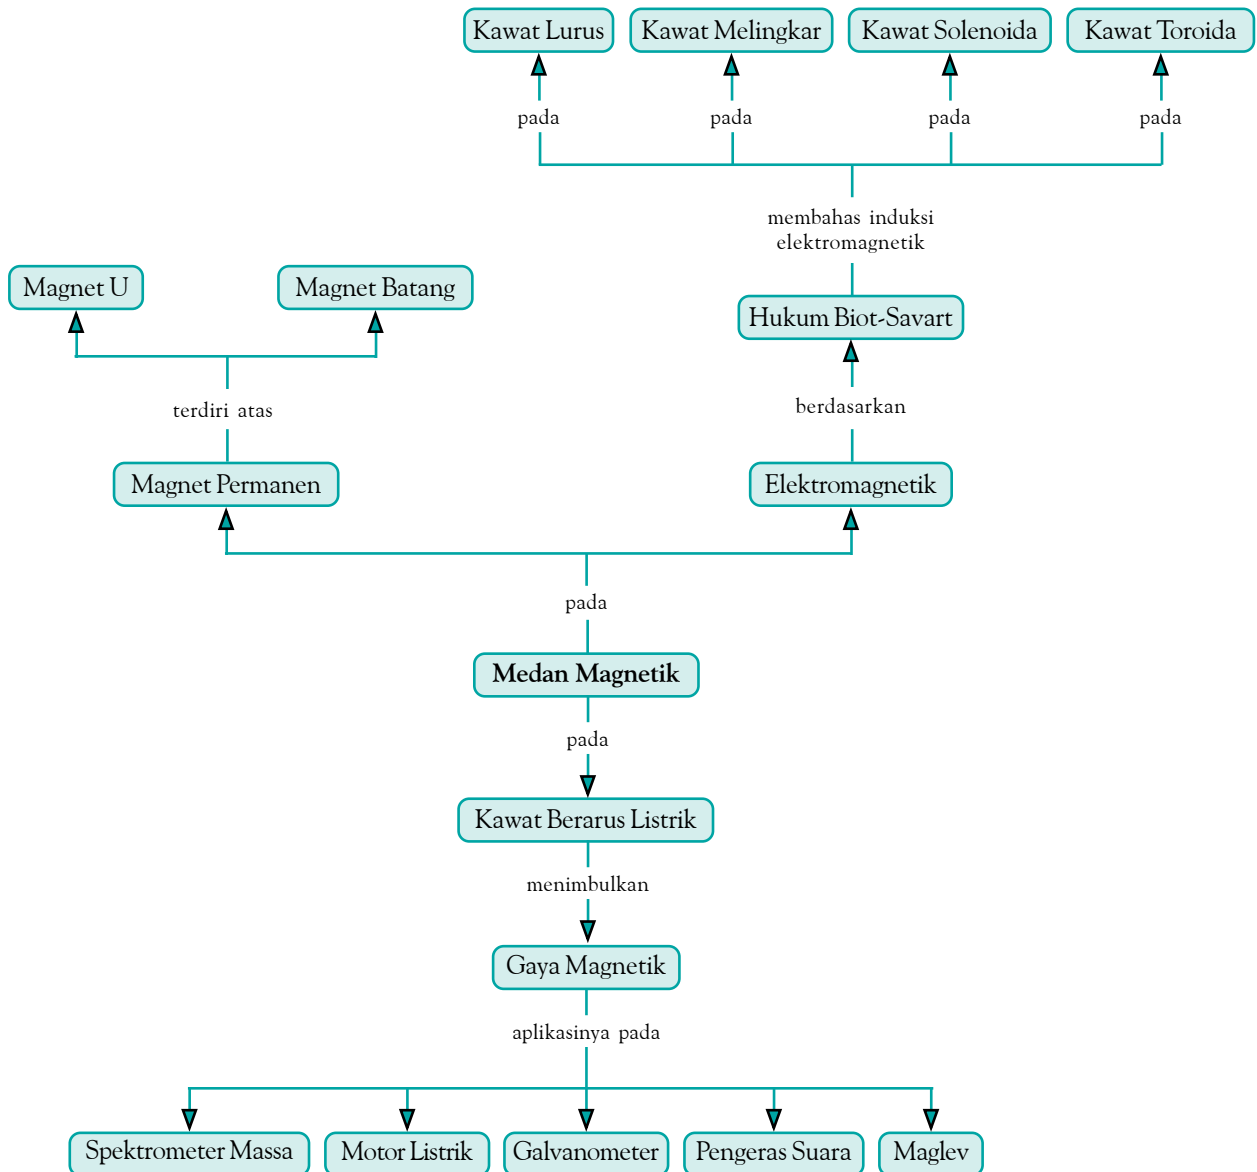 Kawat Lurus
Kawat Melingkar
Kawat Solenoida
Kawat Toroida
pada
pada
pada
pada
membahas induksi
elektromagnetik
Magnet U
Magnet Batang
Hukum Biot-Savart
terdiri atas
berdasarkan
Magnet Permanen
Elektromagnetik
pada
Medan Magnetik
pada
Kawat Berarus Listrik
menimbulkan
Gaya Magnetik
aplikasinya pada
Spektrometer Massa
Motor Listrik
Galvanometer
Pengeras Suara
Maglev